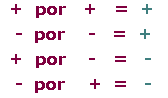 + por + = +
- por - = +
+ por - = -
- por + = -